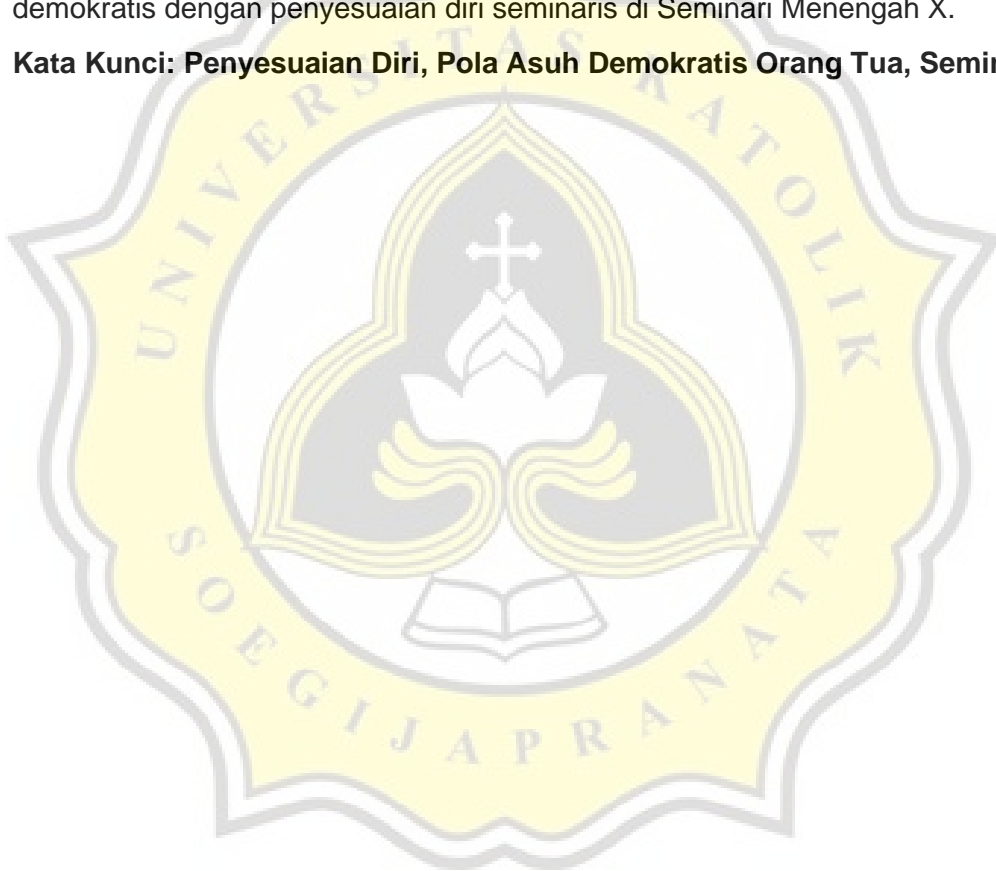 demokratis dengan penyesuaian diri seminaris di Seminari Menengah X.
Kata Kunci: Penyesuaian Diri, Pola Asuh Demokratis Orang Tua,
UNIVERSITAS KATOLIK
SOEGIJAPRANATA